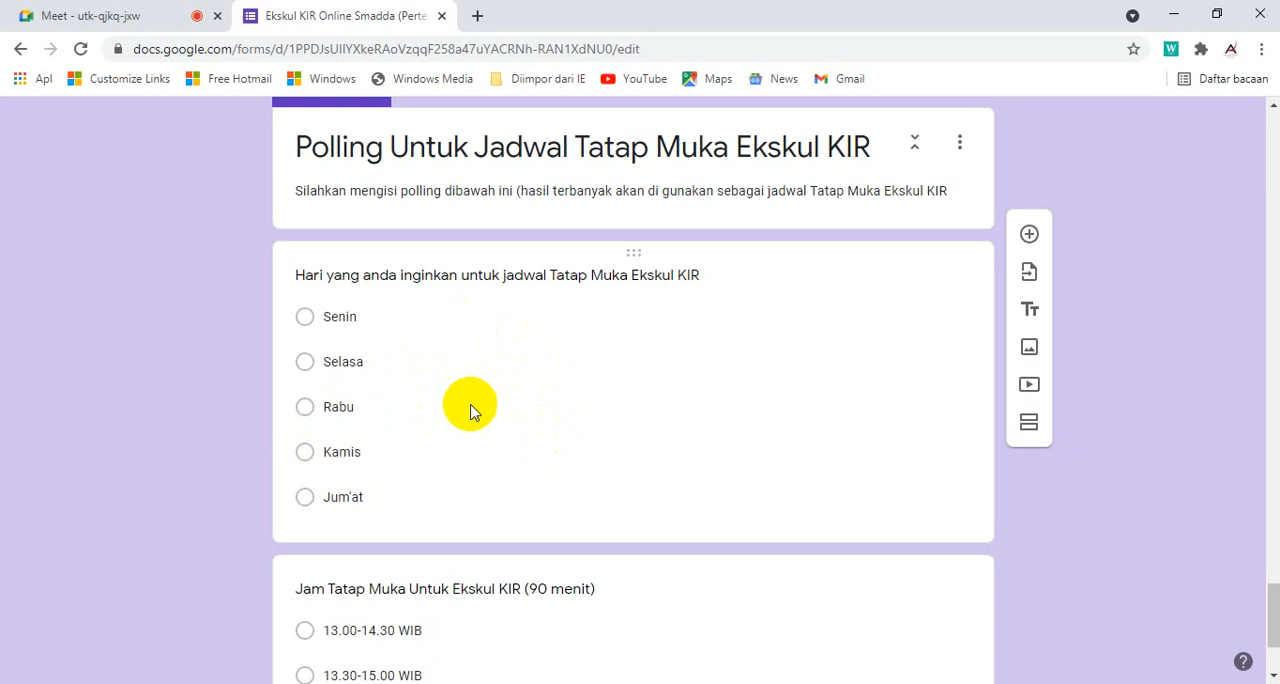 Meet - utk-qjkq-jxw
Ekskul KIR Online Smadda (Perte
docs.google.com/forms/d/1PPDJsUIlYXkeRAoVzqqF258a47uYACRNh-RAN1XdNU0/edit
Apl
Customize Links
Free Hotmail
Windows
Windows Media
Diimpor dari IE
YouTube
Maps
News
Gmail
Daftar bacaan
Polling Untuk Jadwal Tatap Muka Ekskul KIR
Silahkan mengisi polling dibawah ini (hasil terbanyak akan di gunakan sebagai jadwal Tatap Muka Ekskul KIR
Hari yang anda inginkan untuk jadwal Tatap Muka Ekskul KIR
Senin
Selasa
Rabu
Kamis
Jum'at
Jam Tatap Muka Untuk Ekskul KIR (90 menit)
13.00-14.30 WIB
13.30-15.00 WIB